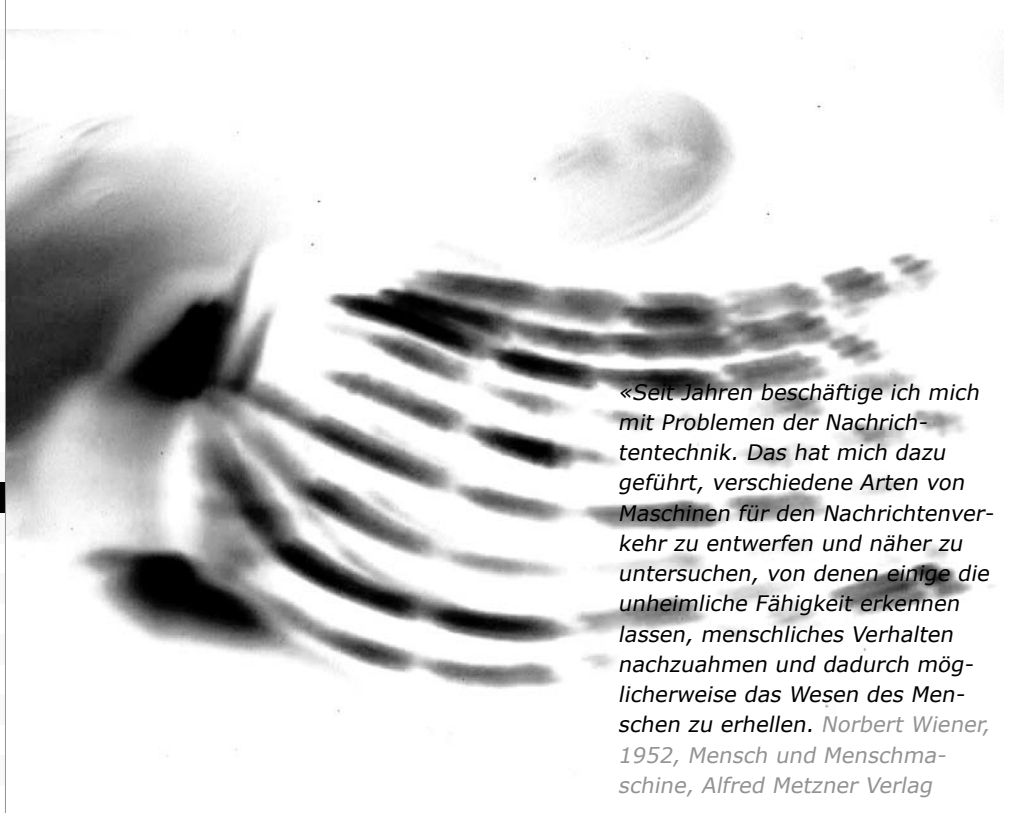 «Seit Jahren beschäftige ich mich
mit Problemen der Nachrich-
tentechnik. Das hat mich dazu
geführt, verschiedene Arten von
Maschinen für den Nachrichtenver-
kehr zu entwerfen und näher zu
untersuchen, von denen einige die
unheimliche Fähigkeit erkennen
lassen, menschliches Verhalten
nachzuahmen und dadurch mög-
licherweise das Wesen des Men-
schen zu erhellen. Norbert Wiener,
1952, Mensch und Menschma-
schine, Alfred Metzner Verlag